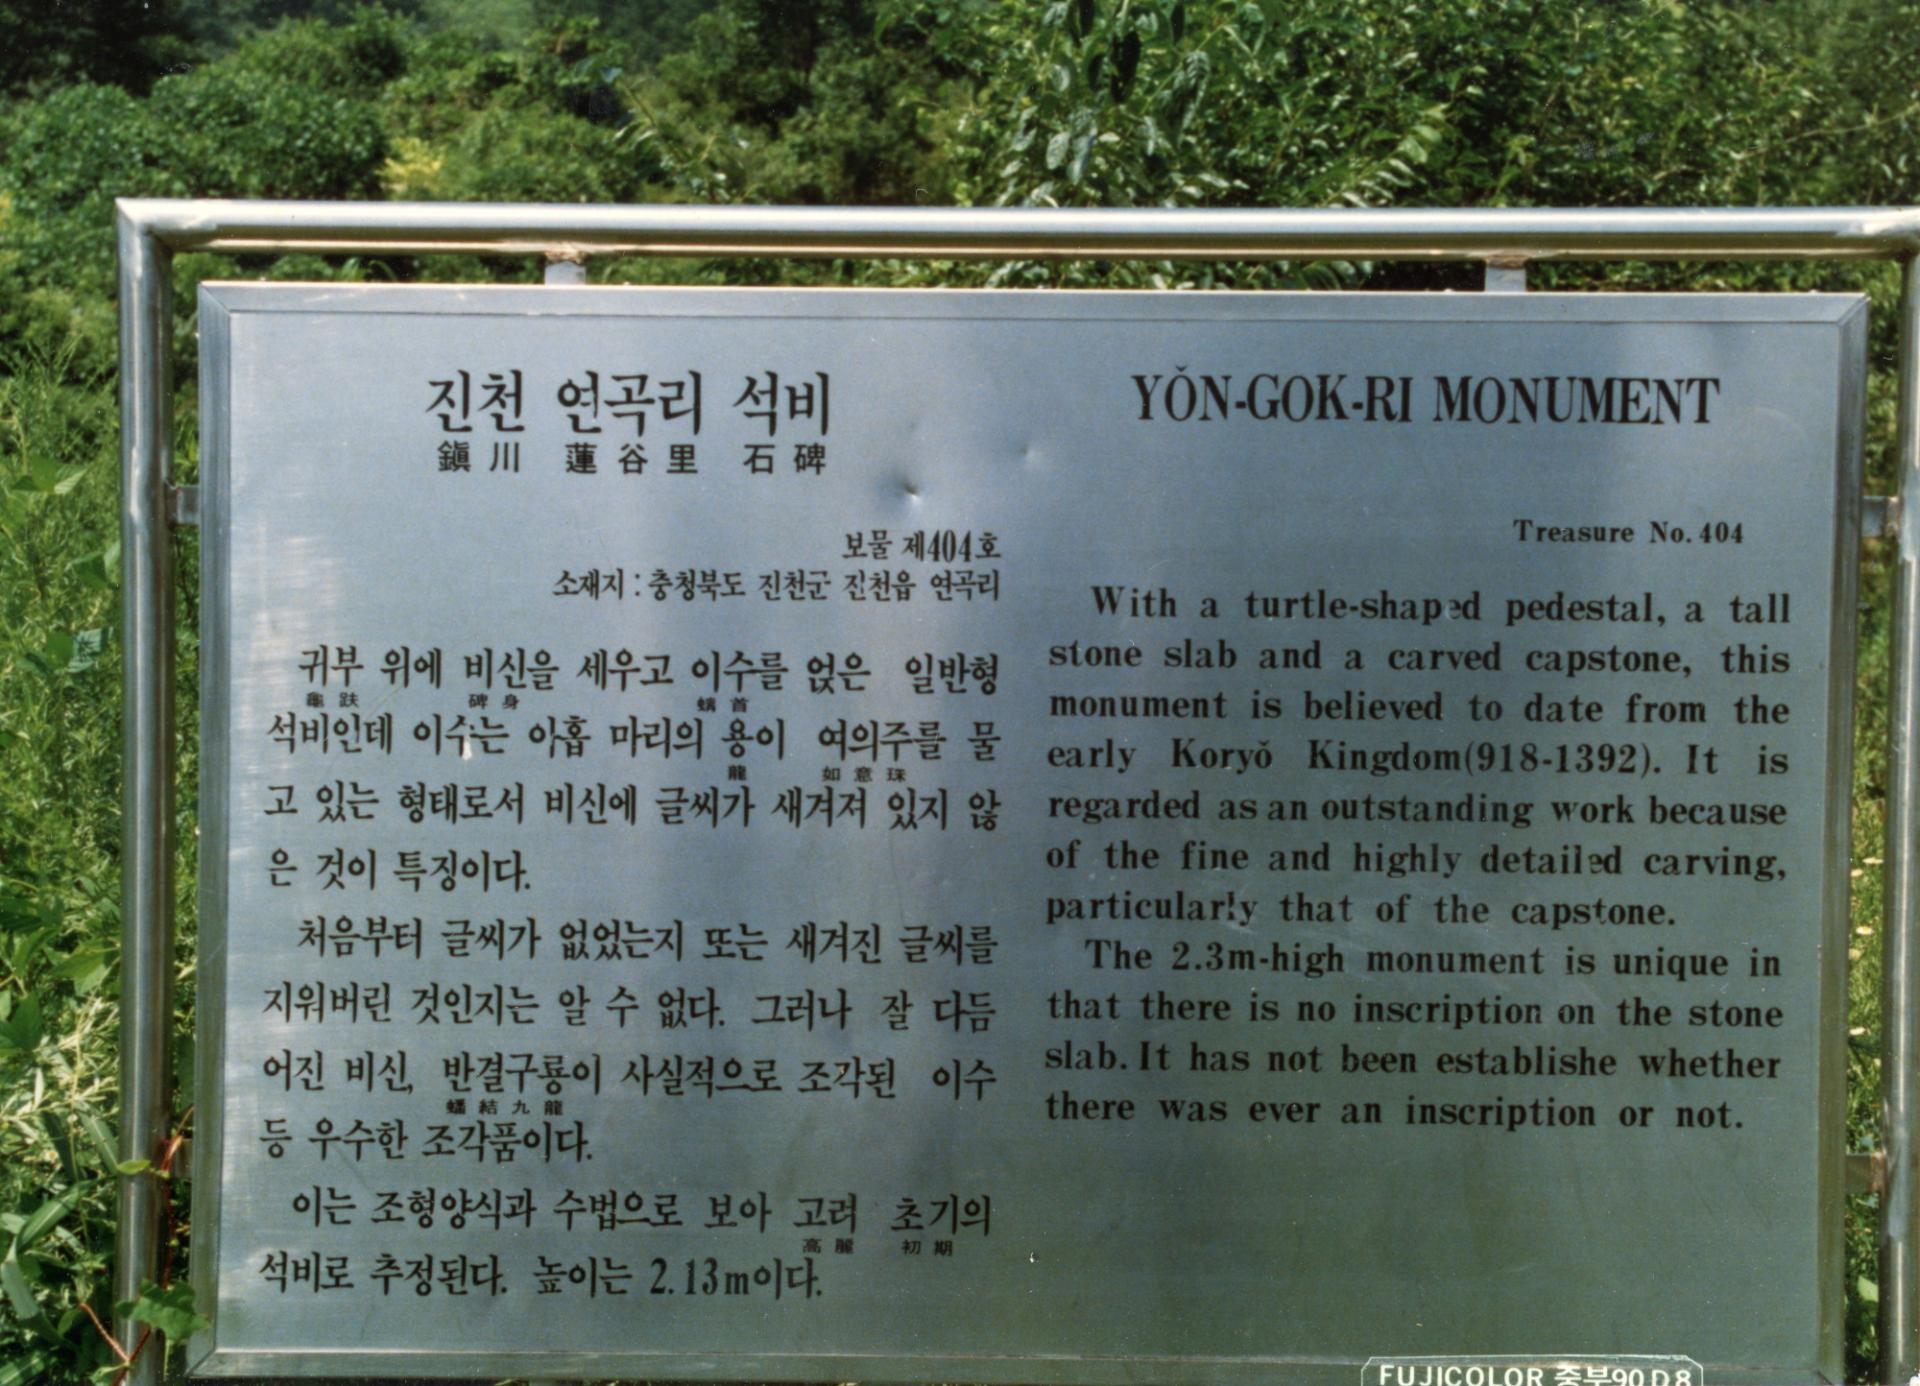 진천 연곡리 석비
鎭川 蓮谷里 石碑
보물 제404호
소재지 : 충청북도 진천군 진천읍 연곡리
귀부 위에 비신을 세우고 이수를 얹은 일반형
龜趺 碑身 螭首
석비인데 이수는 아홉 마리의 용이 여의주를 물
龍 如意珠
고 있는 형태로서 비신에 글씨가 새겨져 있지 않
은 것이 특징이다.
처음부터 글씨가 없었는지 또는 새겨진 글씨를
지워버린 것인지는 알 수 없다. 그러나 잘 다듬
어진 비신, 반결구룡이 사실적으로 조각된 이수
蟠結九龍
등 우수한 조각품이다.
이는 조형양식과 수법으로 보아 고려 초기의
高麗 初期
석비로 추정된다. 높이는 2.13m이다.
YŎN-GOK-RI MONUMENT
Treasure No. 404
With a turtle-shaped pedestal, a tall
stone slab and a carved capstone, this
monument is believed to date from the
early Koryŏ Kingdom(918-1392). It is
regarded as an outstanding work because
of the fine and highly detailed carving,
particularly that of the capstone.
The 2.3m-high monument is unique in
that there is no inscription on the stone
slab. It has not been establishe whether
there was ever an inscription or not.
FUJICOLOR 중부90 D8